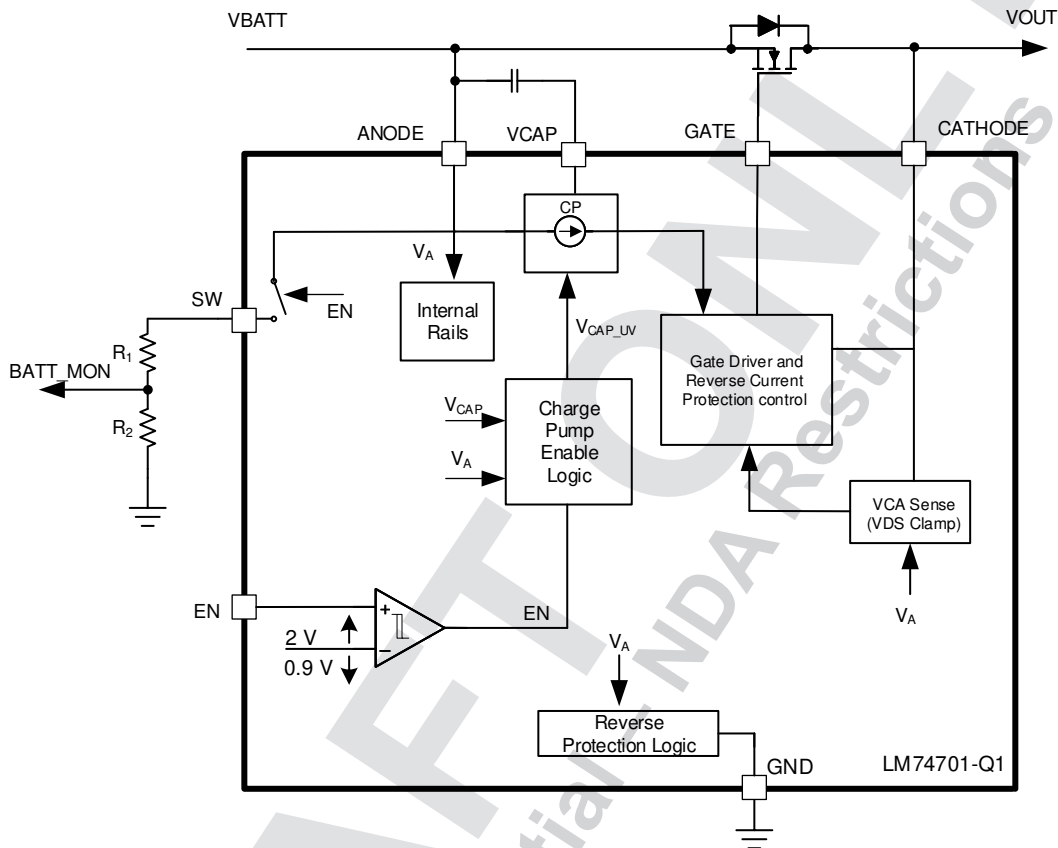 VBATT
VOUT
ANODE
VCAP
GATE
CATHODE
CP
VA
SW
EN
Internal
Rails
VCAP_UV
R1
BATT_MON
R2
Gate Driver and
Reverse Current
Protection control
VCAP
VA
Charge
Pump
Enable
Logic
VCA Sense
(VDS Clamp)
VA
EN
+
2 V
−
0.9 V
EN
VA
Reverse
Protection Logic
GND
LM74701-Q1
NDA Restrictions